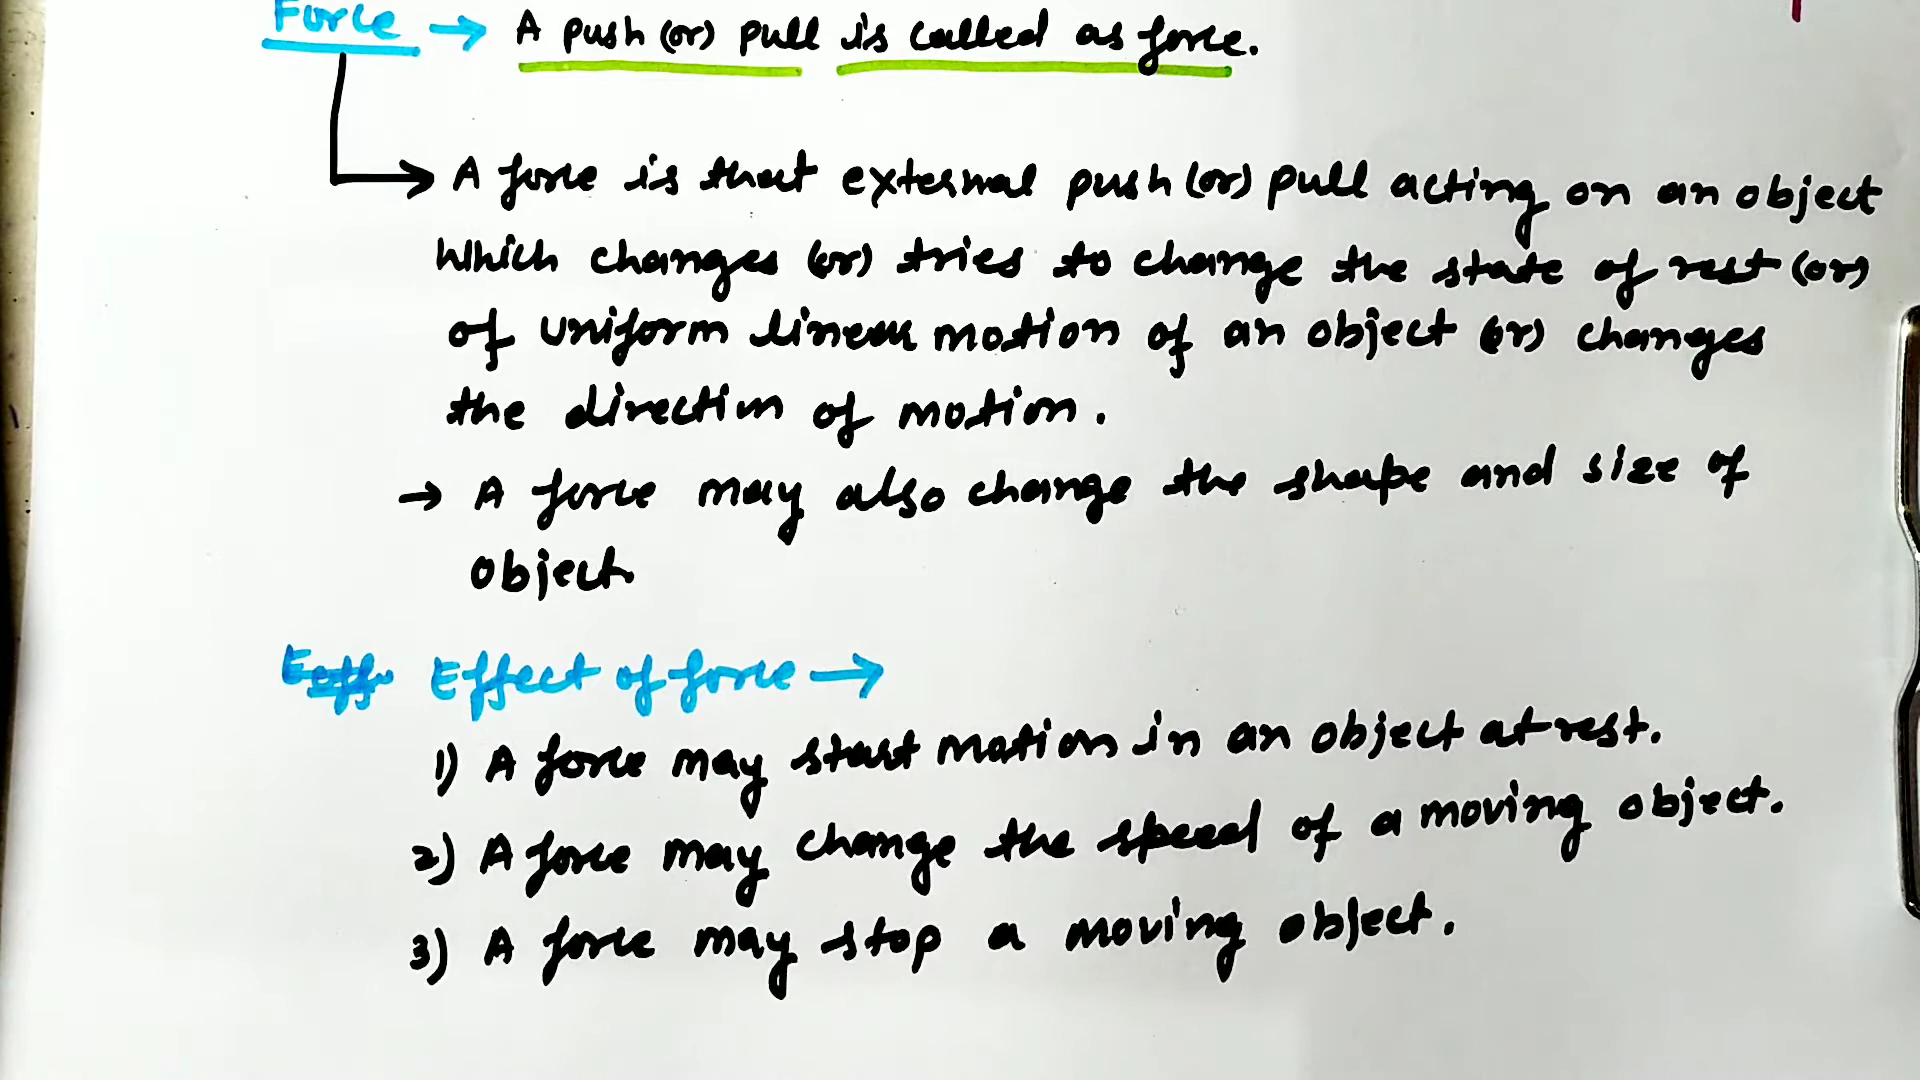 Force → A push (or) pull is called as force.
→ A force is that external push (or) pull acting on an object
which changes (or) tries to change the state of rest (or)
of uniform linear motion of an object (or) changes
the direction of motion.
→ A force may also change the shape and size of
object.
Effect of force →
1) A force may start motion in an object at rest.
2) A force may change the speed of a moving object.
3) A force may stop a moving object.